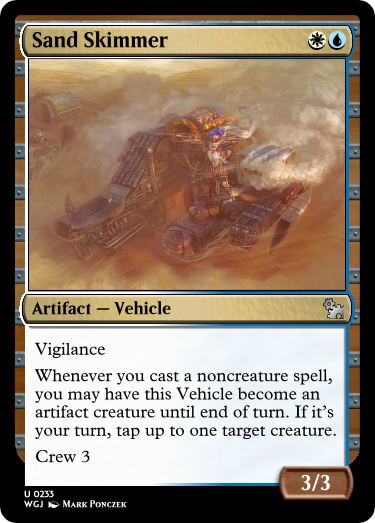 Sand Skimmer
Artifact — Vehicle
Vigilance
Whenever you cast a noncreature spell,
you may have this Vehicle become an
artifact creature until end of turn. If it's
your turn, tap up to one target creature.
Crew 3
3/3
U 0233
WGJ Mark Ponczek